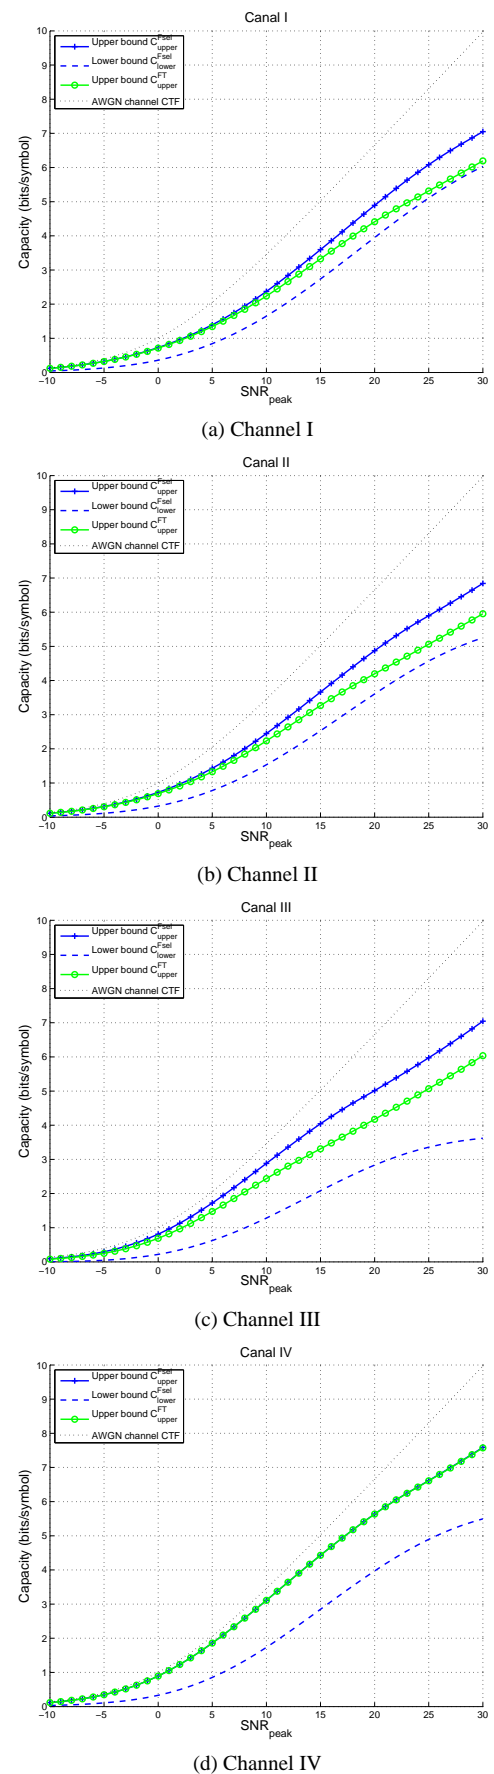 Canal I
Upper bound C^Fsel_upper
Lower bound C^Fsel_lower
Upper bound C^FT_upper
AWGN channel CTF
10
9
8
7
6
5
4
3
2
1
0
Capacity (bits/symbol)
−10 −5 0 5 10 15 20 25 30
SNR_peak
(a) Channel I
Canal II
Upper bound C^Fsel_upper
Lower bound C^Fsel_lower
Upper bound C^FT_upper
AWGN channel CTF
10
9
8
7
6
5
4
3
2
1
0
Capacity (bits/symbol)
−10 −5 0 5 10 15 20 25 30
SNR_peak
(b) Channel II
Canal III
Upper bound C^Fsel_upper
Lower bound C^Fsel_lower
Upper bound C^FT_upper
AWGN channel CTF
10
9
8
7
6
5
4
3
2
1
0
Capacity (bits/symbol)
−10 −5 0 5 10 15 20 25 30
SNR_peak
(c) Channel III
Canal IV
Upper bound C^Fsel_upper
Lower bound C^Fsel_lower
Upper bound C^FT_upper
AWGN channel CTF
10
9
8
7
6
5
4
3
2
1
0
Capacity (bits/symbol)
−10 −5 0 5 10 15 20 25 30
SNR_peak
(d) Channel IV